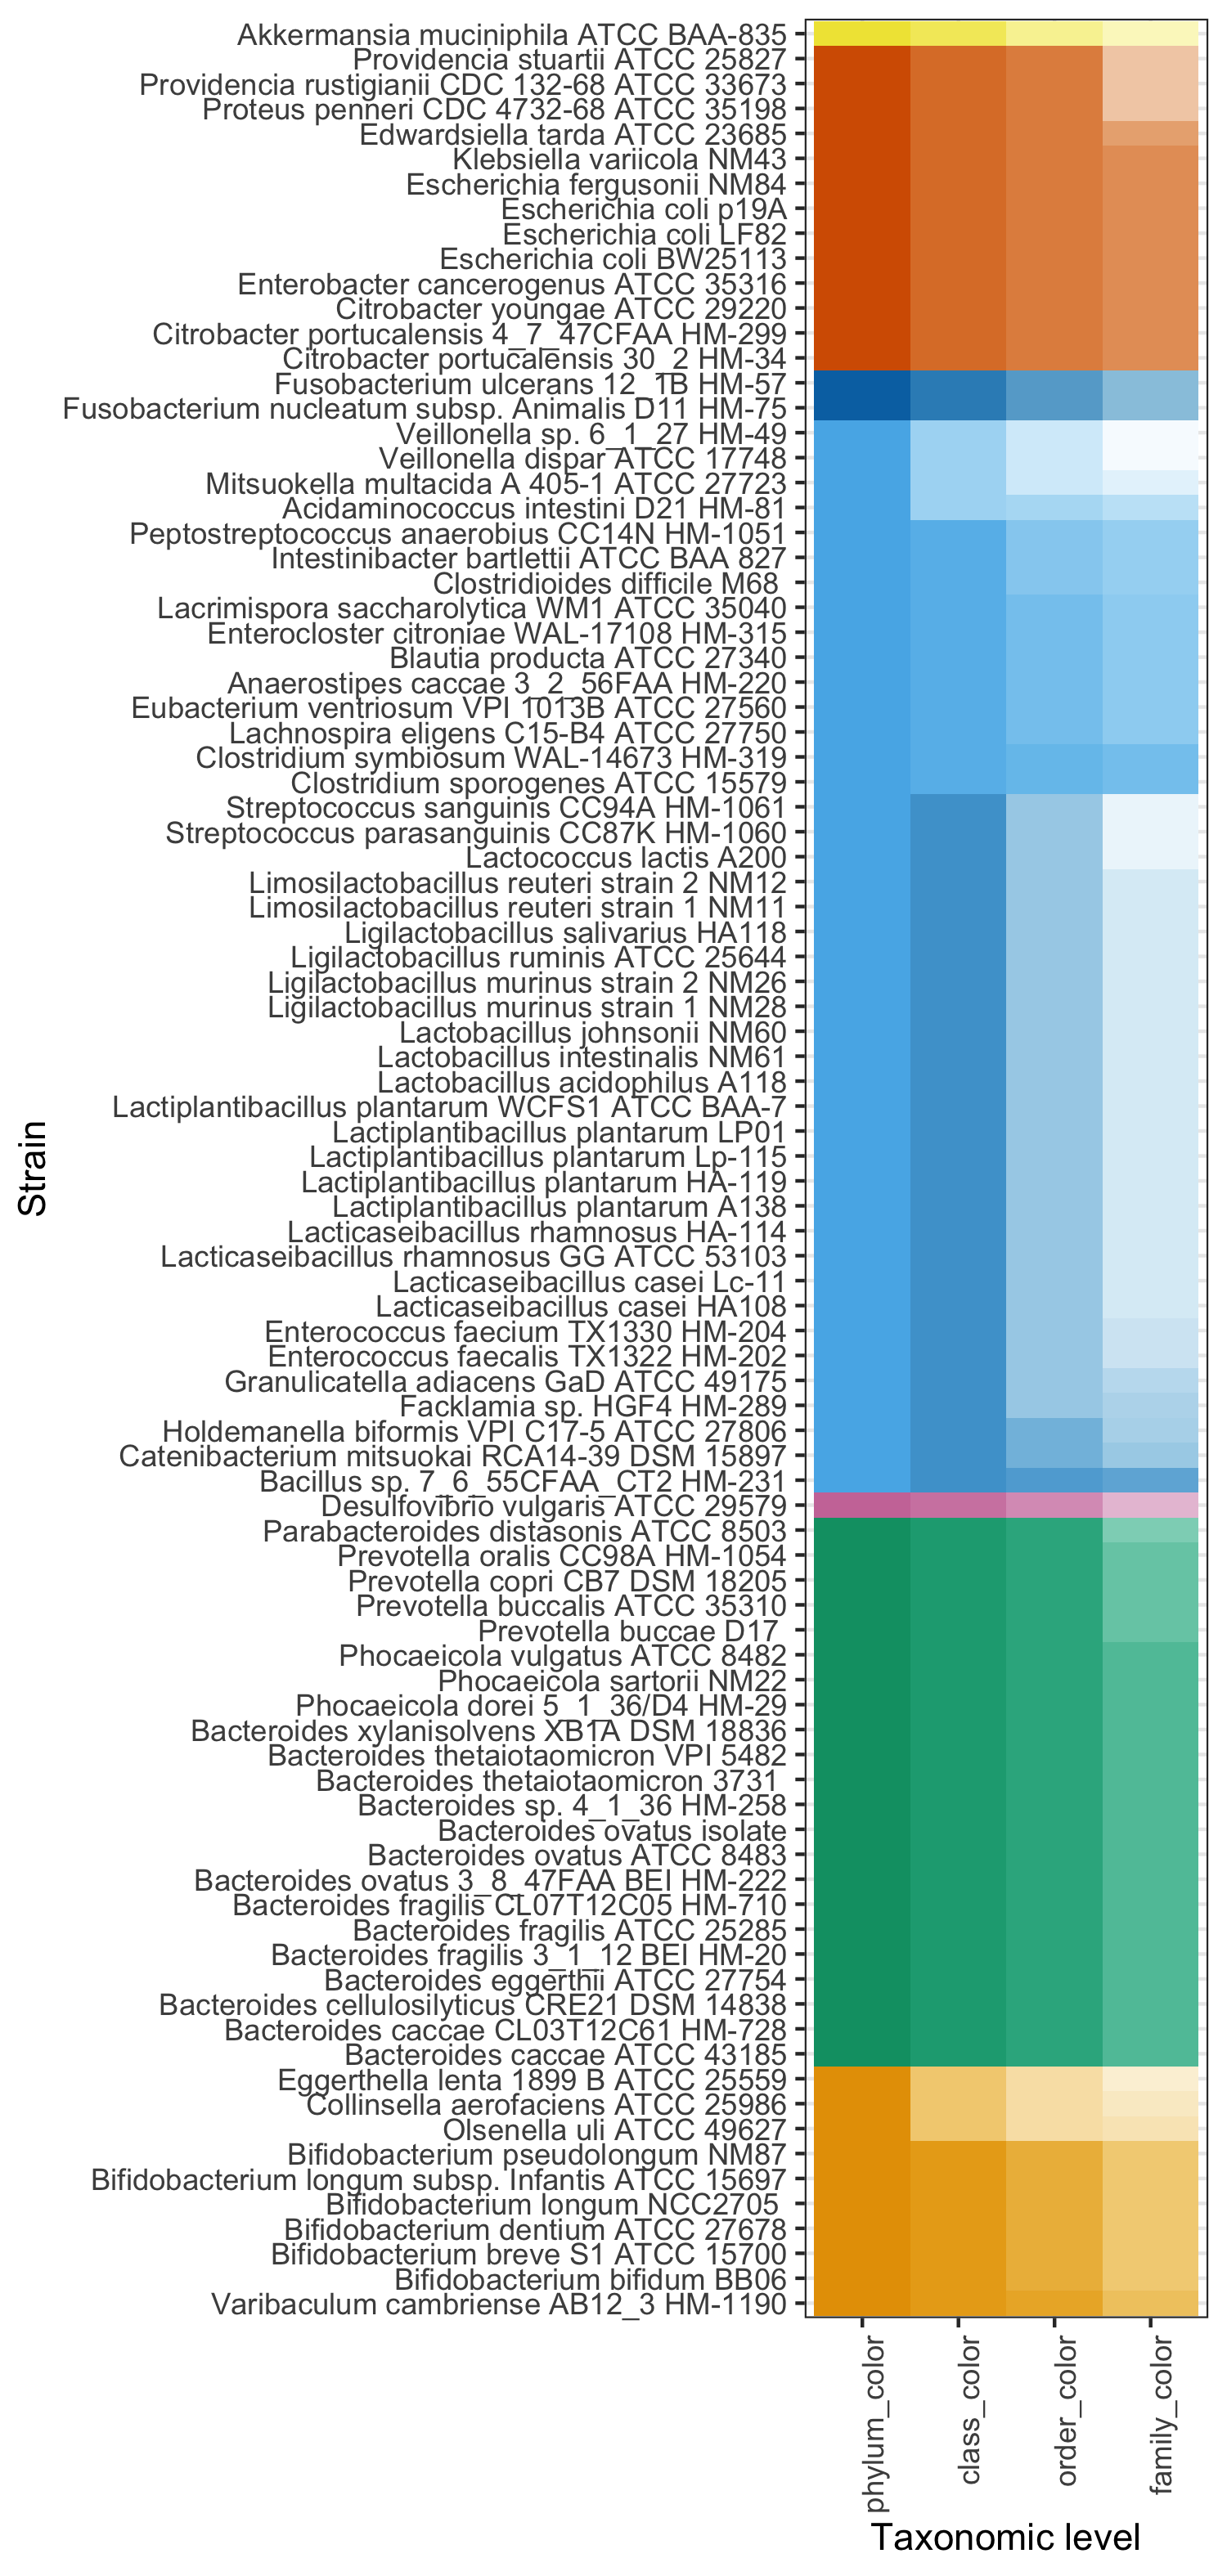 Akkermansia muciniphila ATCC BAA-835
Providencia stuartii ATCC 25827
Providencia rustigianii CDC 132-68 ATCC 33673
Proteus penneri CDC 4732-68 ATCC 35198
Edwardsiella tarda ATCC 23685
Klebsiella variicola NM43
Escherichia fergusonii NM84
Escherichia coli p19A
Escherichia coli LF82
Escherichia coli BW25113
Enterobacter cancerogenus ATCC 35316
Citrobacter youngae ATCC 29220
Citrobacter portucalensis 4_7_47CFAA HM-299
Citrobacter portucalensis 30_2 HM-34
Fusobacterium ulcerans 12_1B HM-57
Fusobacterium nucleatum subsp. Animalis D11 HM-75
Veillonella sp. 6_1_27 HM-49
Veillonella dispar ATCC 17748
Mitsuokella multacida A 405-1 ATCC 27723
Acidaminococcus intestini D21 HM-81
Peptostreptococcus anaerobius CC14N HM-1051
Intestinibacter bartlettii ATCC BAA 827
Clostridioides difficile M68
Lacrimispora saccharolytica WM1 ATCC 35040
Enterocloster citroniae WAL-17108 HM-315
Blautia producta ATCC 27340
Anaerostipes caccae 3_2_56FAA HM-220
Eubacterium ventriosum VPI 1013B ATCC 27560
Lachnospira eligens C15-B4 ATCC 27750
Clostridium symbiosum WAL-14673 HM-319
Clostridium sporogenes ATCC 15579
Streptococcus sanguinis CC94A HM-1061
Streptococcus parasanguinis CC87K HM-1060
Lactococcus lactis A200
Limosilactobacillus reuteri strain 2 NM12
Limosilactobacillus reuteri strain 1 NM11
Ligilactobacillus salivarius HA118
Ligilactobacillus ruminis ATCC 25644
Ligilactobacillus murinus strain 2 NM26
Ligilactobacillus murinus strain 1 NM28
Lactobacillus johnsonii NM60
Lactobacillus intestinalis NM61
Lactobacillus acidophilus A118
Lactiplantibacillus plantarum WCFS1 ATCC BAA-7
Lactiplantibacillus plantarum LP01
Lactiplantibacillus plantarum Lp-115
Lactiplantibacillus plantarum HA-119
Lactiplantibacillus plantarum A138
Lacticaseibacillus rhamnosus HA-114
Lacticaseibacillus rhamnosus GG ATCC 53103
Lacticaseibacillus casei Lc-11
Lacticaseibacillus casei HA108
Enterococcus faecium TX1330 HM-204
Enterococcus faecalis TX1322 HM-202
Granulicatella adiacens GaD ATCC 49175
Facklamia sp. HGF4 HM-289
Holdemanella biformis VPI C17-5 ATCC 27806
Catenibacterium mitsuokai RCA14-39 DSM 15897
Bacillus sp. 7_6_55CFAA_CT2 HM-231
Desulfovibrio vulgaris ATCC 29579
Parabacteroides distasonis ATCC 8503
Prevotella oralis CC98A HM-1054
Prevotella copri CB7 DSM 18205
Prevotella buccalis ATCC 35310
Prevotella buccae D17
Phocaeicola vulgatus ATCC 8482
Phocaeicola sartorii NM22
Phocaeicola dorei 5_1_36/D4 HM-29
Bacteroides xylanisolvens XB1A DSM 18836
Bacteroides thetaiotaomicron VPI 5482
Bacteroides thetaiotaomicron 3731
Bacteroides sp. 4_1_36 HM-258
Bacteroides ovatus isolate
Bacteroides ovatus ATCC 8483
Bacteroides ovatus 3_8_47FAA BEI HM-222
Bacteroides fragilis CL07T12C05 HM-710
Bacteroides fragilis ATCC 25285
Bacteroides fragilis 3_1_12 BEI HM-20
Bacteroides eggerthii ATCC 27754
Bacteroides cellulosilyticus CRE21 DSM 14838
Bacteroides caccae CL03T12C61 HM-728
Bacteroides caccae ATCC 43185
Eggerthella lenta 1899 B ATCC 25559
Collinsella aerofaciens ATCC 25986
Olsenella uli ATCC 49627
Bifidobacterium pseudolongum NM87
Bifidobacterium longum subsp. Infantis ATCC 15697
Bifidobacterium longum NCC2705
Bifidobacterium dentium ATCC 27678
Bifidobacterium breve S1 ATCC 15700
Bifidobacterium bifidum BB06
Varibaculum cambriense AB12_3 HM-1190
Strain
phylum_color
class_color
order_color
family_color
Taxonomic level